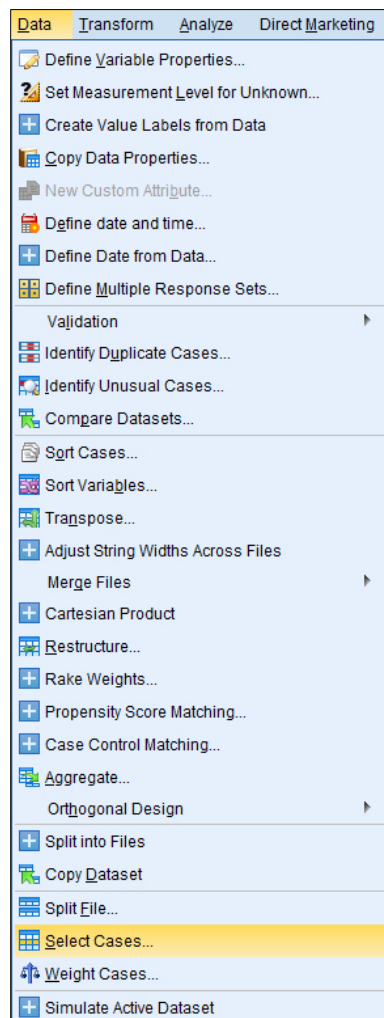 Data Transform Analyze Direct Marketing
Define Variable Properties...
Set Measurement Level for Unknown...
Create Value Labels from Data
Copy Data Properties...
New Custom Attribute...
Define date and time...
Define Date from Data...
Define Multiple Response Sets...
Validation
Identify Duplicate Cases...
Identify Unusual Cases...
Compare Datasets...
Sort Cases...
Sort Variables...
Transpose...
Adjust String Widths Across Files
Merge Files
Cartesian Product
Restructure...
Rake Weights...
Propensity Score Matching...
Case Control Matching...
Aggregate...
Orthogonal Design
Split into Files
Copy Dataset
Split File...
Select Cases...
Weight Cases...
Simulate Active Dataset